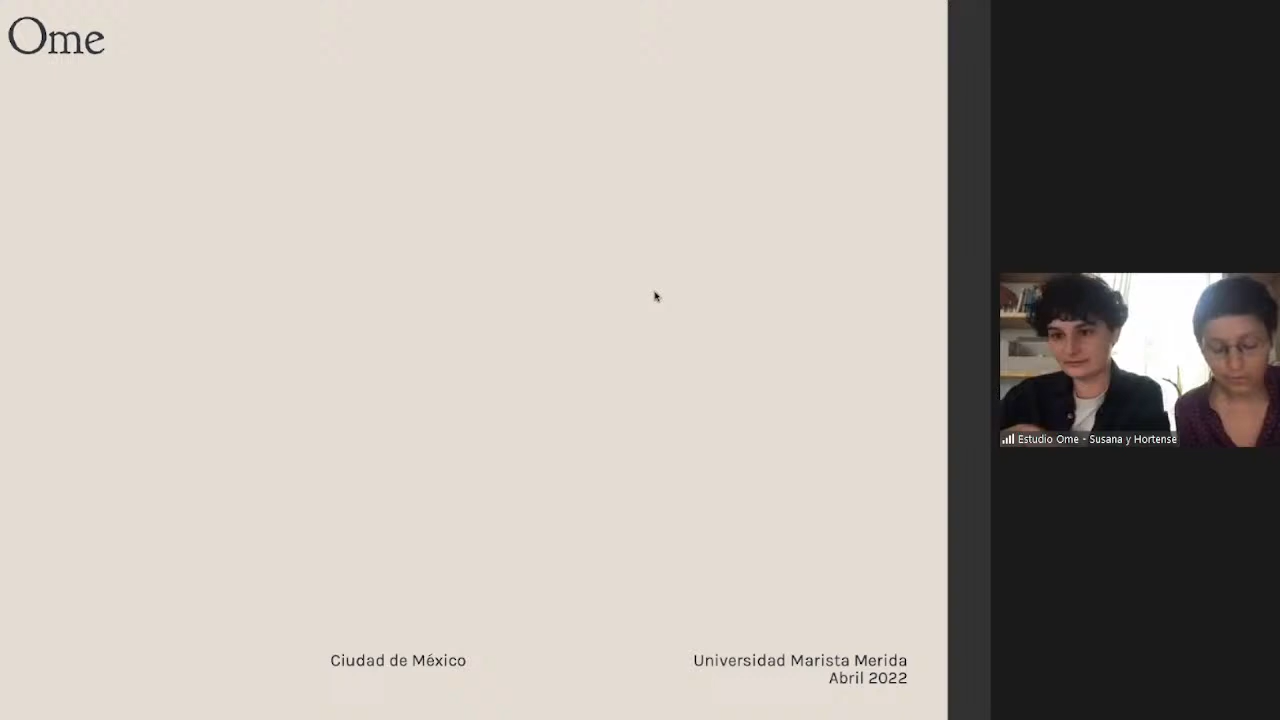 Ome
Estudio Ome - Susana y Hortense
Ciudad de México
Universidad Marista Merida
Abril 2022